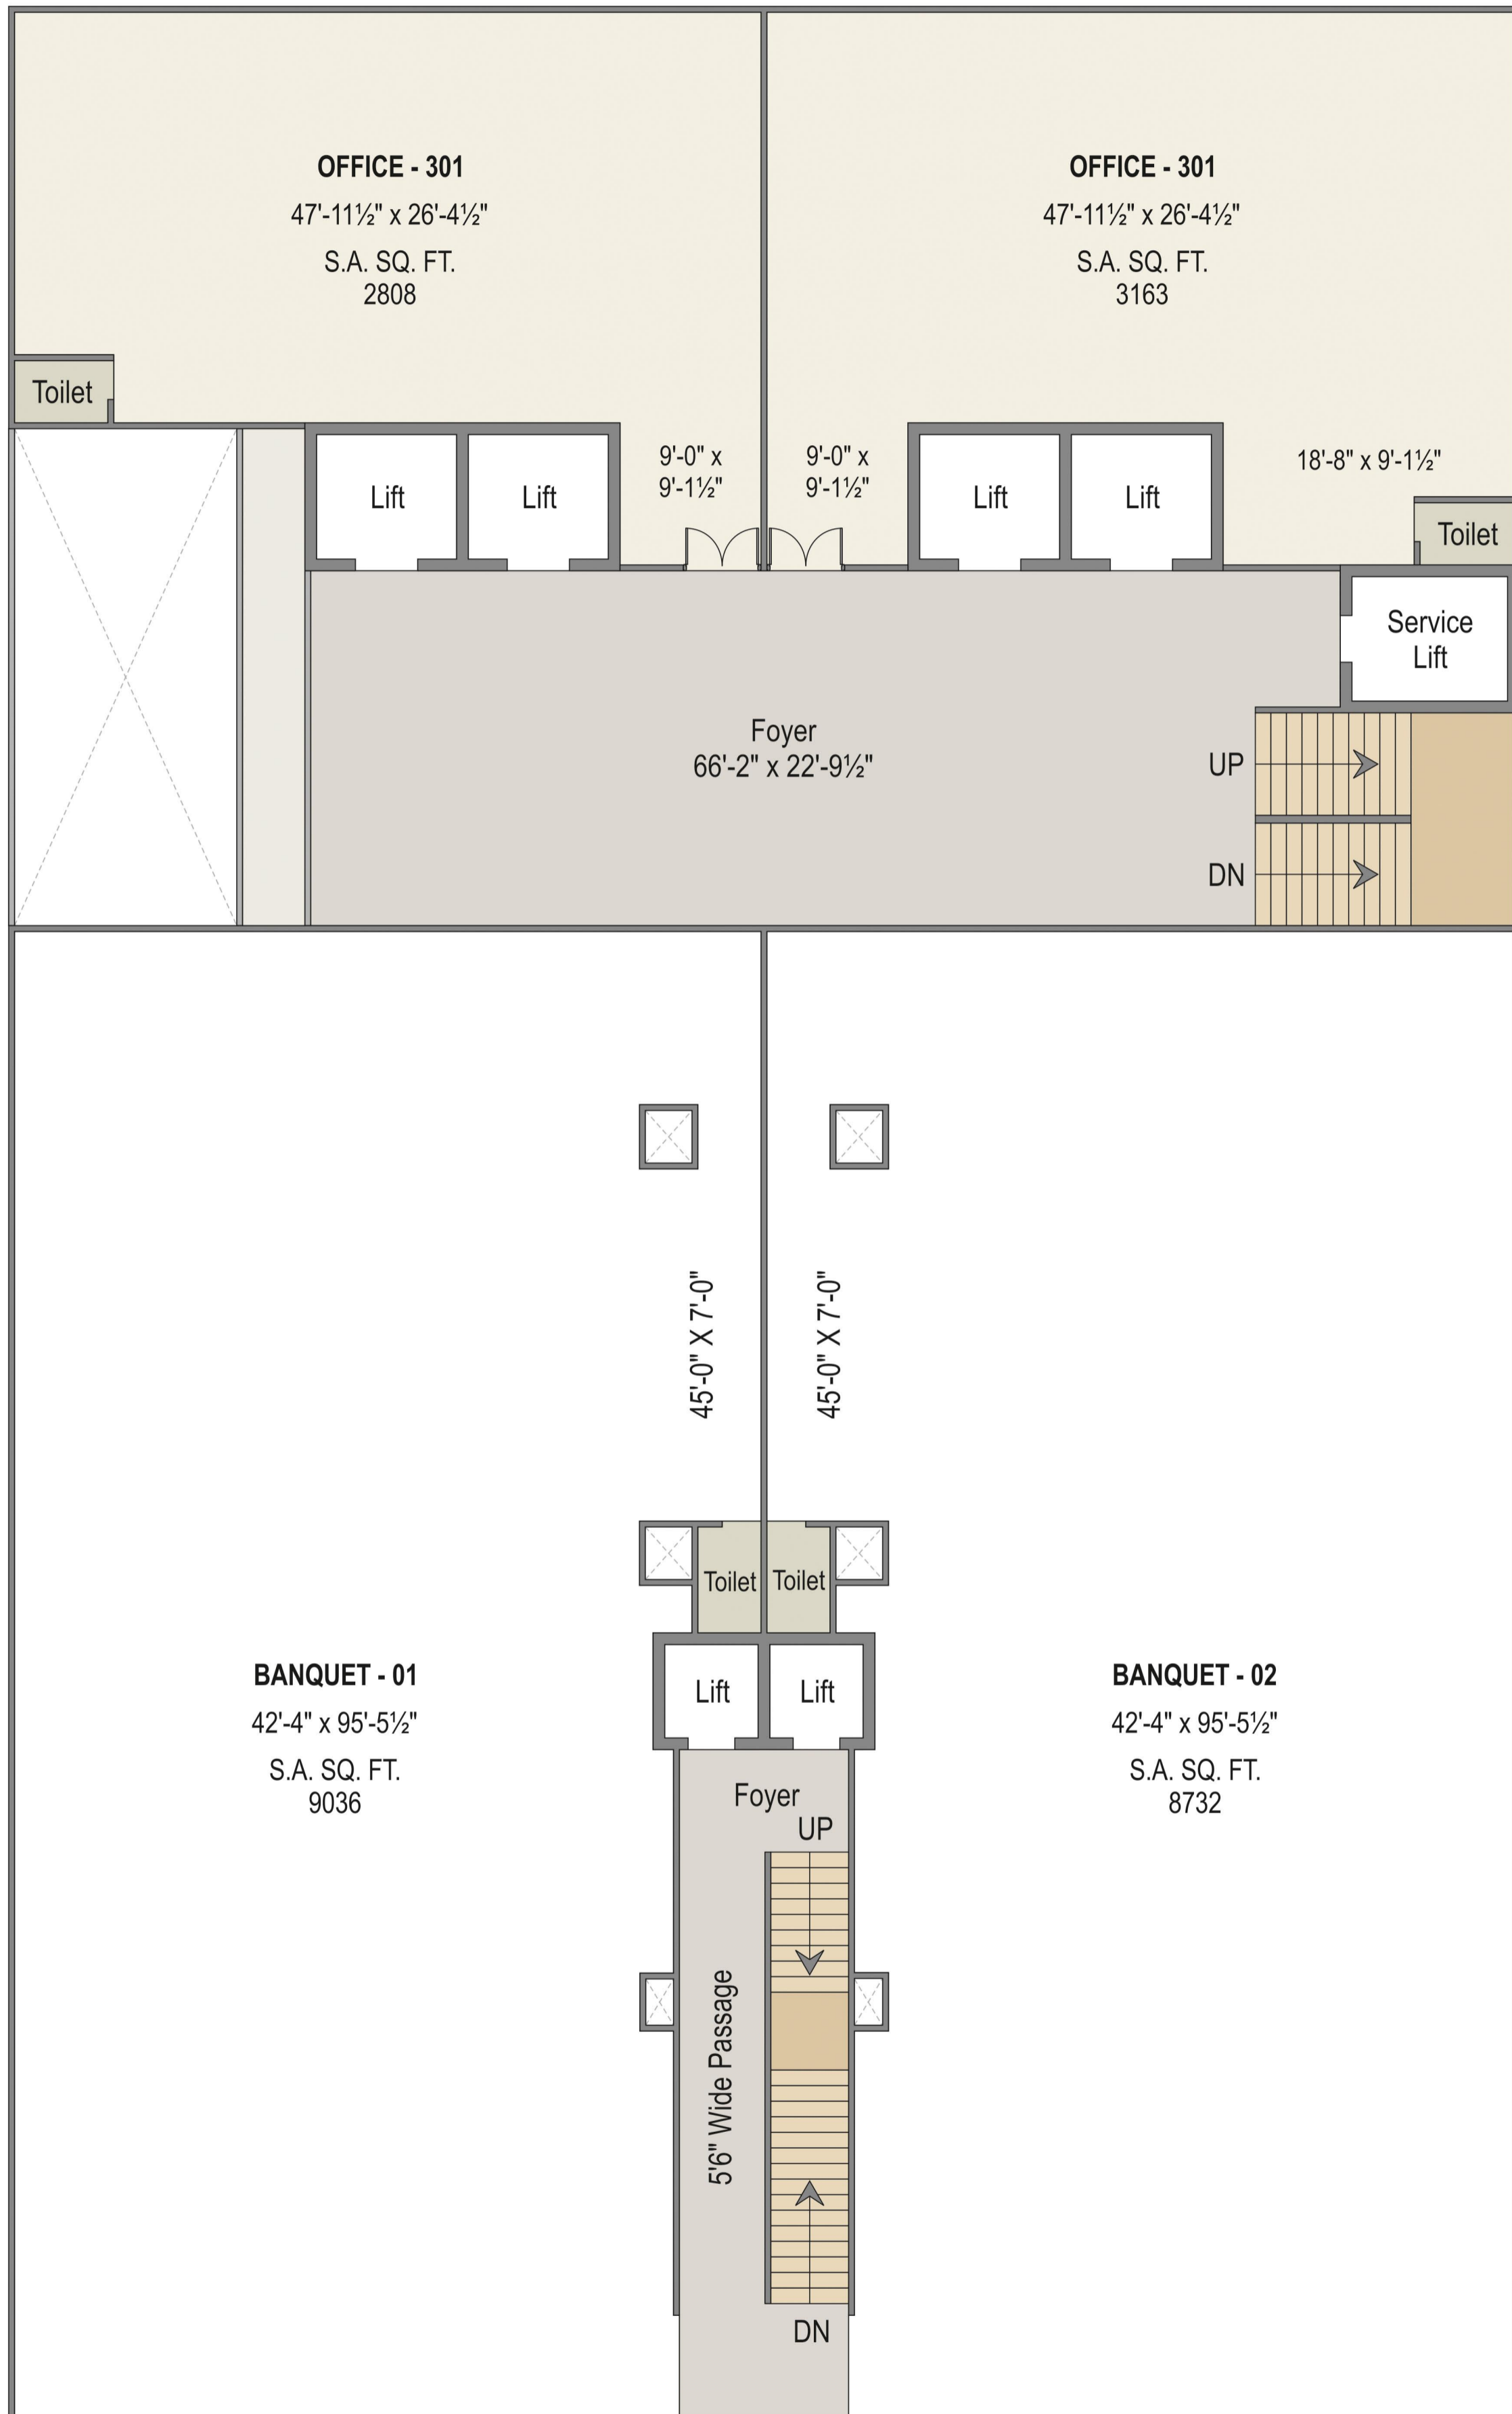 OFFICE - 301
47'-11½" x 26'-4½"
S.A. SQ. FT.
2808
OFFICE - 301
47'-11½" x 26'-4½"
S.A. SQ. FT.
3163
Toilet
Lift
Lift
9'-0" x
9'-1½"
9'-0" x
9'-1½"
Lift
Lift
18'-8" x 9'-1½"
Toilet
Service
Lift
Foyer
66'-2" x 22'-9½"
UP
DN
45'-0" X 7'-0"
45'-0" X 7'-0"
Toilet
Toilet
Lift
Lift
BANQUET - 01
42'-4" x 95'-5½"
S.A. SQ. FT.
9036
BANQUET - 02
42'-4" x 95'-5½"
S.A. SQ. FT.
8732
Foyer
UP
5'6" Wide Passage
DN